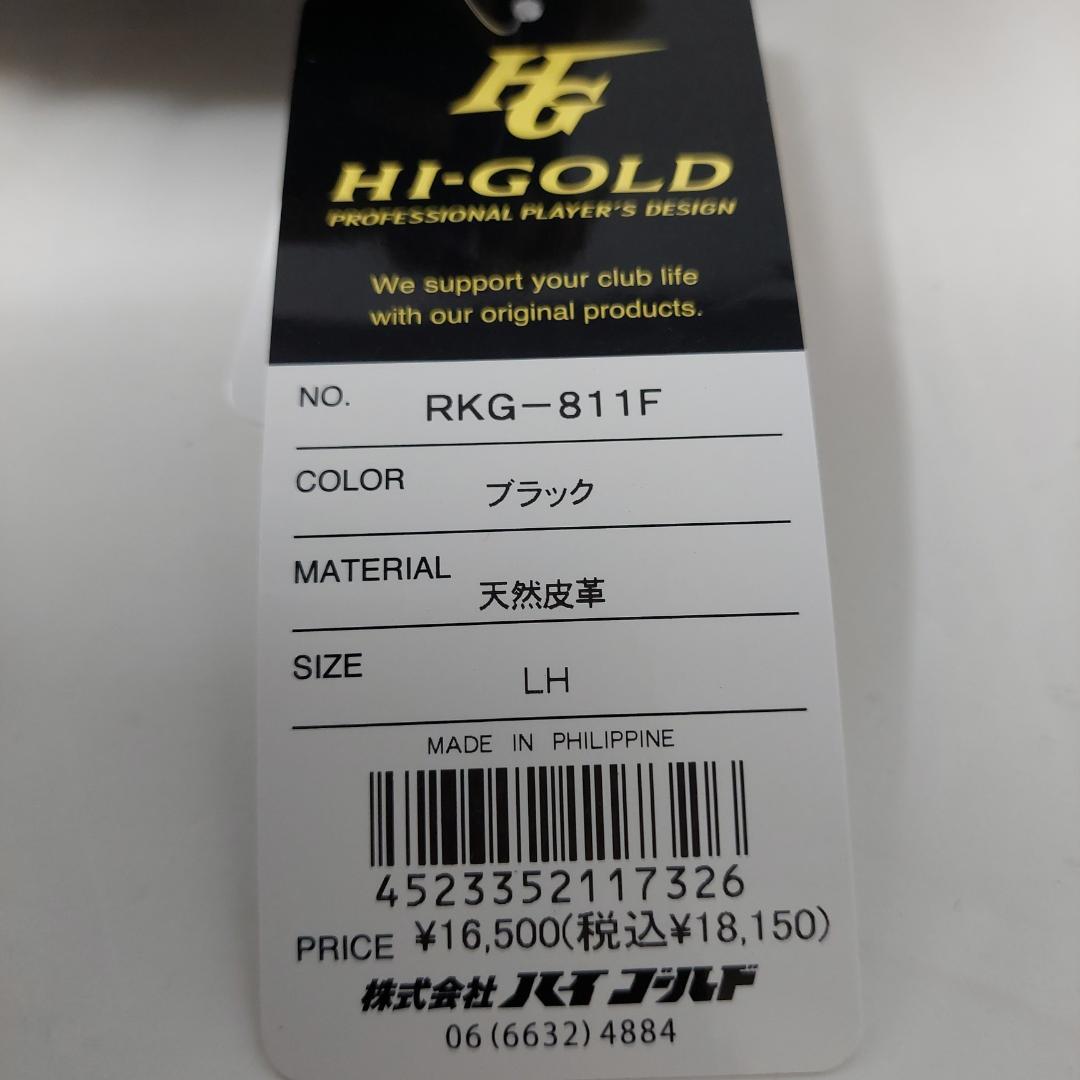 HG
HI-GOLD
PROFESSIONAL PLAYER'S DESIGN
We support your club life
with our original products.
NO. RKG-811F
COLOR ブラック
MATERIAL 天然皮革
SIZE LH
MADE IN PHILIPPINE
4523352117326
PRICE ¥16,500(税込¥18,150)
株式会社ハイゴールド
06(6632)4884